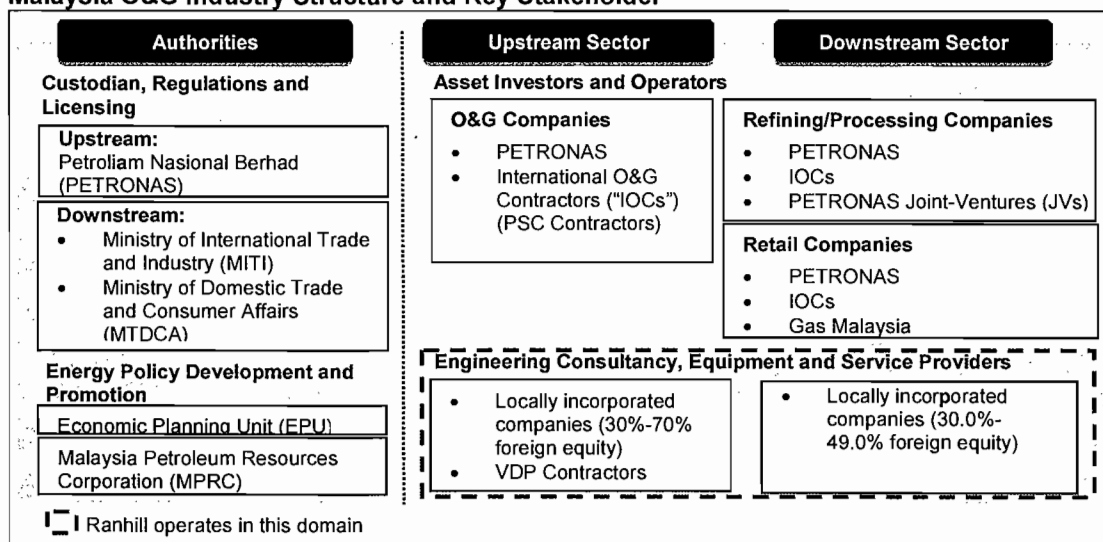 Malaysia O&G Industry Structure and Key Stakeholder
Authorities
Custodian, Regulations and
Licensing
Upstream:
Petroliam Nasional Berhad
(PETRONAS)
Downstream:
• Ministry of International Trade
and Industry (MITI)
• Ministry of Domestic Trade
and Consumer Affairs
(MTDCA)
Energy Policy Development and
Promotion
Economic Planning Unit (EPU)
Malaysia Petroleum Resources
Corporation (MPRC)
Ranhill operates in this domain
Upstream Sector
Downstream Sector
Asset Investors and Operators
O&G Companies
• PETRONAS
• International O&G
Contractors ("IOCs")
(PSC Contractors)
Refining/Processing Companies
• PETRONAS
• IOCs
• PETRONAS Joint-Ventures (JVs)
Retail Companies
• PETRONAS
• IOCs
• Gas Malaysia
Engineering Consultancy, Equipment and Service Providers
• Locally incorporated
companies (30%-70%
foreign equity)
• VDP Contractors
• Locally incorporated
companies (30.0%-
49.0% foreign equity)